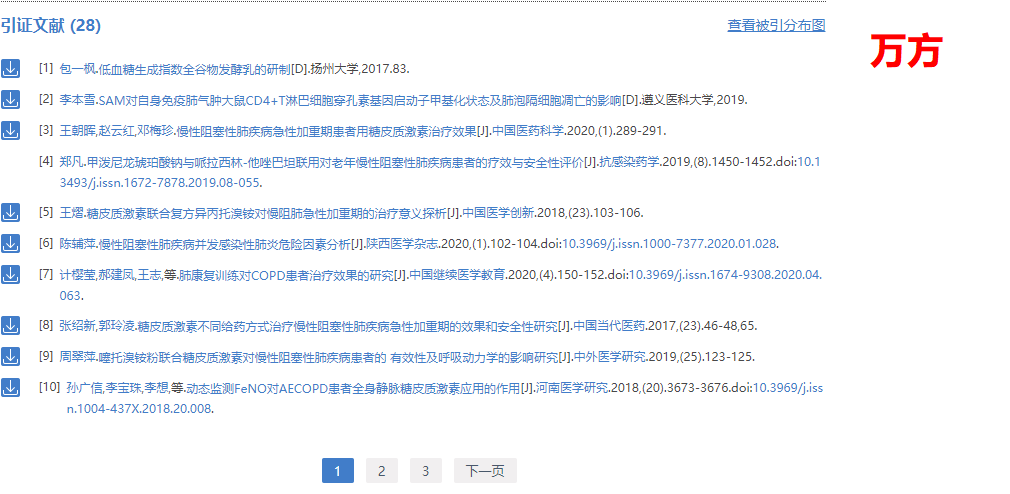 引证文献 (28)
查看被引分布图
万方
[1] 包一枫.低血糖生成指数全谷物发酵乳的研制[D].扬州大学,2017.83.
[2] 李本雪.SAM对自身免疫肺气肿大鼠CD4+T淋巴细胞穿孔素基因启动子甲基化状态及肺泡隔细胞凋亡的影响[D].遵义医科大学,2019.
[3] 王朝晖,赵云红,邓梅珍.慢性阻塞性肺疾病急性加重期患者用糖皮质激素治疗效果[J].中国医药科学.2020,(1).289-291.
[4] 郑凡.甲泼尼龙琥珀酸钠与哌拉西林-他唑巴坦联用对老年慢性阻塞性肺疾病患者的疗效与安全性评价[J].抗感染药学.2019,(8).1450-1452.doi:10.1
3493/j.issn.1672-7878.2019.08-055.
[5] 王熠.糖皮质激素联合复方异丙托溴铵对慢阻肺急性加重期的治疗意义探析[J].中国医学创新.2018,(23).103-106.
[6] 陈辅萍.慢性阻塞性肺疾病并发感染性肺炎危险因素分析[J].陕西医学杂志.2020,(1).102-104.doi:10.3969/j.issn.1000-7377.2020.01.028.
[7] 计樱莹,郝建凤,王志,等.肺康复训练对COPD患者治疗效果的研究[J].中国继续医学教育.2020,(4).150-152.doi:10.3969/j.issn.1674-9308.2020.04.
063.
[8] 张绍新,郭玲凌.糖皮质激素不同给药方式治疗慢性阻塞性肺疾病急性加重期的效果和安全性研究[J].中国当代医药.2017,(23).46-48,65.
[9] 周翠萍.噻托溴铵粉联合糖皮质激素对慢性阻塞性肺疾病患者的 有效性及呼吸动力学的影响研究[J].中外医学研究.2019,(25).123-125.
[10] 孙广信,李宝珠,李想,等.动态监测FeNO对AECOPD患者全身静脉糖皮质激素应用的作用[J].河南医学研究.2018,(20).3673-3676.doi:10.3969/j.iss
n.1004-437X.2018.20.008.
1 2 3 下一页